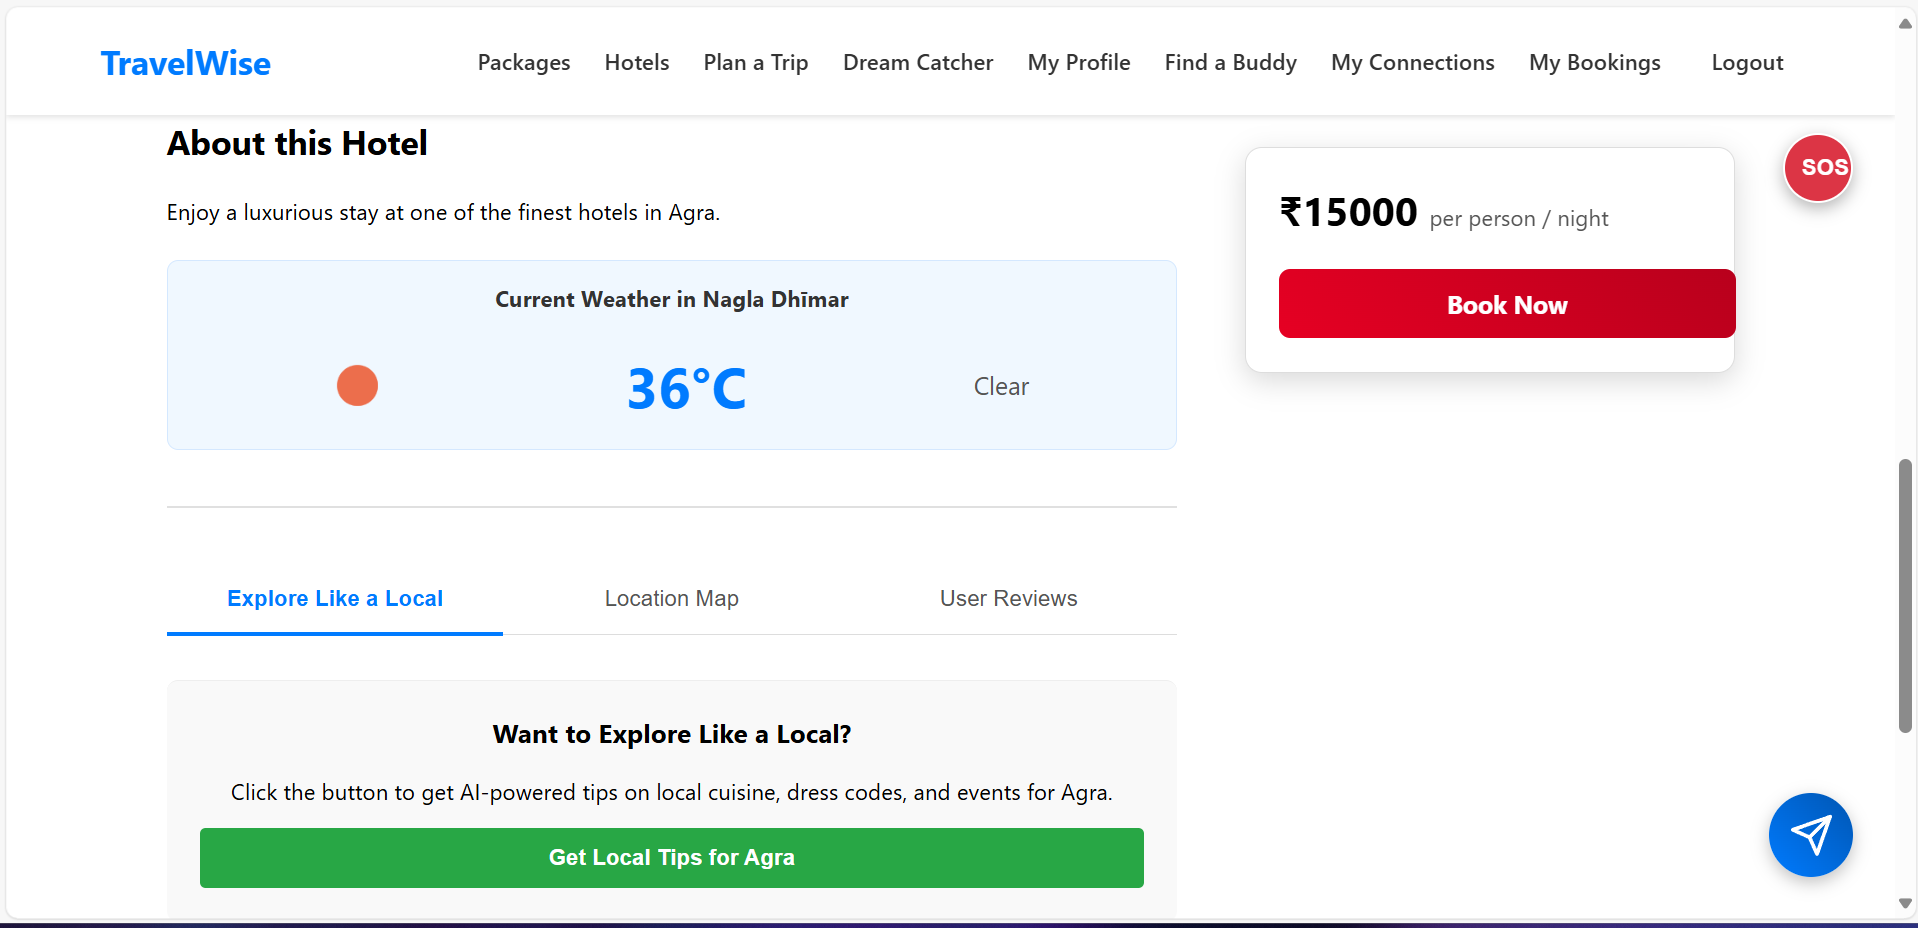 TravelWise
Packages Hotels Plan a Trip Dream Catcher My Profile Find a Buddy My Connections My Bookings Logout
About this Hotel
Enjoy a luxurious stay at one of the finest hotels in Agra.
Current Weather in Nagla Dhīmar
36°C
Clear
Explore Like a Local
Location Map
User Reviews
Want to Explore Like a Local?
Click the button to get AI-powered tips on local cuisine, dress codes, and events for Agra.
Get Local Tips for Agra
₹15000 per person / night
Book Now
SOS